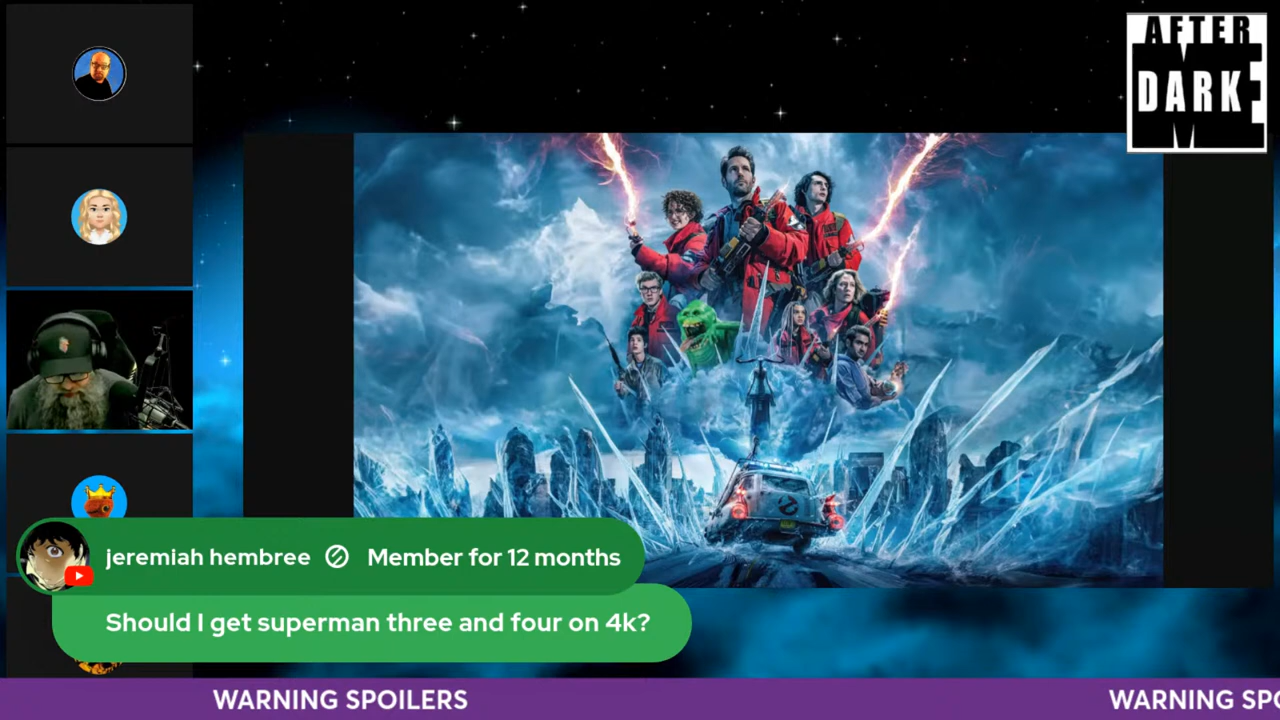 AFTER
DARK
ME
jeremiah hembree Member for 12 months
Should I get superman three and four on 4k?
WARNING SPOILERS
WARNING SPO